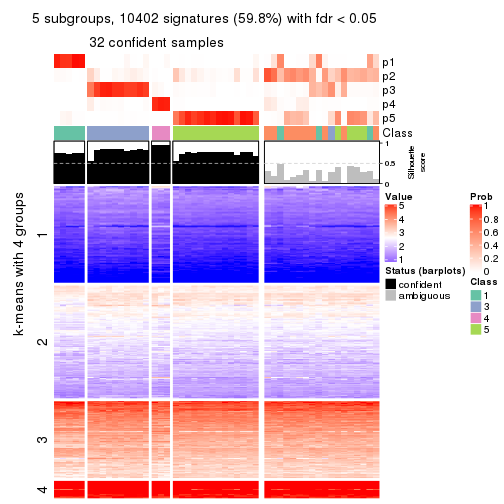 5 subgroups, 10402 signatures (59.8%) with fdr < 0.05
32 confident samples
p1
p2
p3
p4
p5
Class
1
0.5
0
Silhouette
score
k-means with 4 groups
1
2
3
4
Value
5
4
3
2
1
Status (barplots)
confident
ambiguous
Prob
1
0.8
0.6
0.4
0.2
0
Class
1
3
4
5